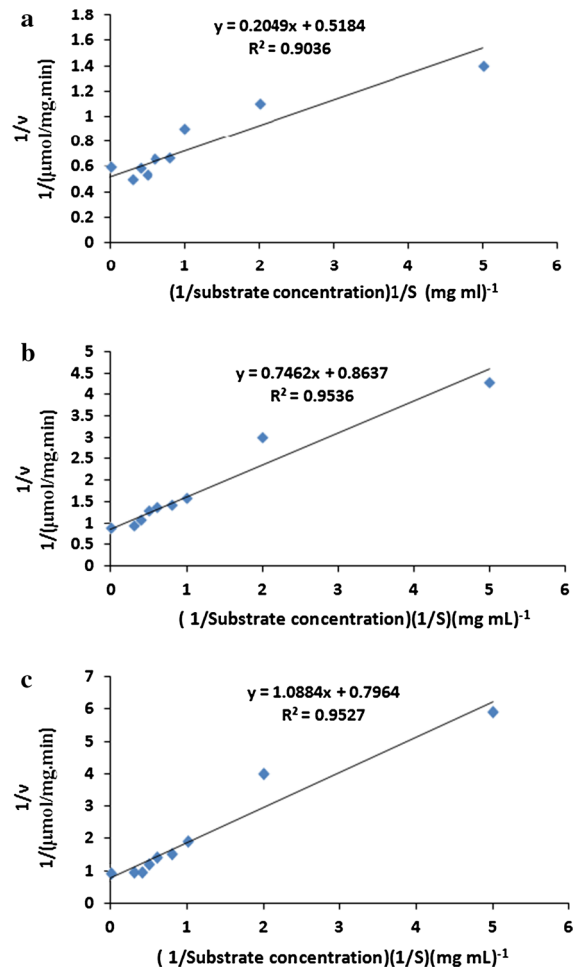 a
y = 0.2049x + 0.5184
R² = 0.9036
1.8
1.6
1.4
1.2
1
0.8
0.6
0.4
0.2
0
1/v
1/(µmol/mg.min)
0 1 2 3 4 5 6
(1/substrate concentration)1/S (mg ml)⁻¹
b
y = 0.7462x + 0.8637
R² = 0.9536
5
4.5
4
3.5
3
2.5
2
1.5
1
0.5
0
1/v
1/(µmol/mg.min)
0 1 2 3 4 5 6
( 1/Substrate concentration)(1/S)(mg mL)⁻¹
c
y = 1.0884x + 0.7964
R² = 0.9527
7
6
5
4
3
2
1
0
1/v
1/(µmol/mg.min)
0 1 2 3 4 5 6
( 1/Substrate concentration)(1/S)(mg mL)⁻¹